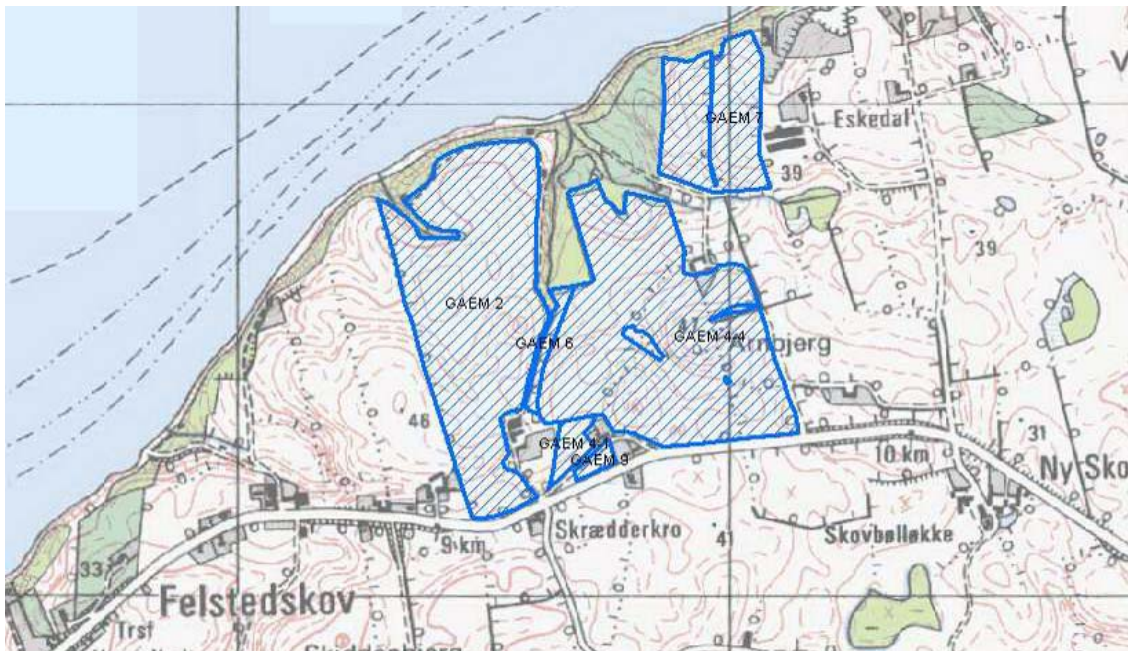 GAEM 7
Eskedal
39
V
39
GAEM 2
GAEM 6
GAEM 4-4
Arnbjerg
46
GAEM 4-1
GAEM 9
31
10 km
Ny Sko
9 km
Skrædderkro
41
Skovbølløkke
33
Felstedskov
Trst